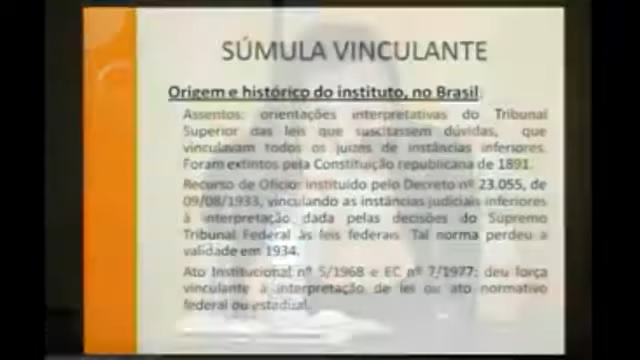 SÚMULA VINCULANTE
Origem e histórico do instituto, no Brasil.
Assentos: orientações interpretativas do Tribunal
Superior das leis que suscitassem dúvidas, que
vinculavam todos os juízes de instâncias inferiores.
Foram extintos pela Constituição republicana de 1891.
Recurso de Ofício: instituído pelo Decreto nº 23.055, de
09/08/1933, vinculando as instâncias judiciais inferiores
à interpretação dada pelas decisões do Supremo
Tribunal Federal às leis federais. Tal norma perdeu a
validade em 1934.
Ato Institucional nº 5/1968 e EC nº 7/1977: deu força
vinculante à interpretação de lei ou ato normativo
federal ou estadual.